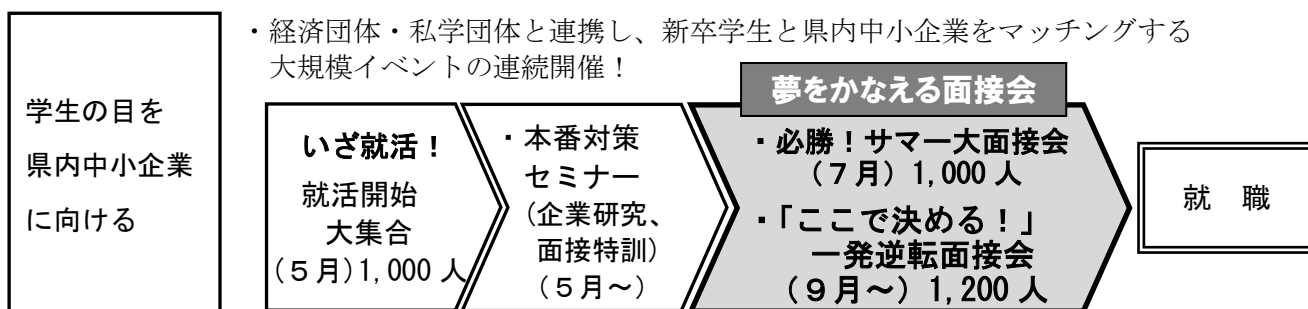 学生の目を
県内中小企業
に向ける
・経済団体・私学団体と連携し、新卒学生と県内中小企業をマッチングする
大規模イベントの連続開催！
いざ就活！
就活開始
大集合
(５月)1,000 人
・本番対策
セミナー
(企業研究、
面接特訓)
(５月～)
夢をかなえる面接会
・必勝！サマー大面接会
(７月) 1,000 人
・「ここで決める！」
一発逆転面接会
(９月～) 1,200 人
就　職